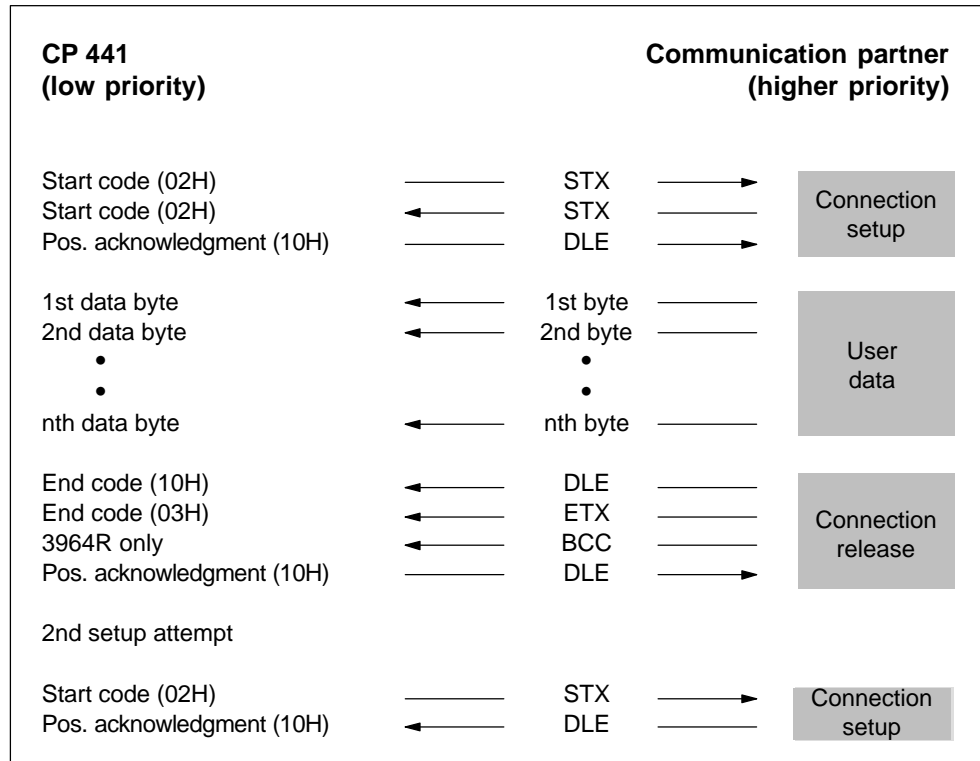 CP 441
(low priority)
Communication partner
(higher priority)
Start code (02H) STX
Start code (02H) STX
Pos. acknowledgment (10H) DLE
Connection
setup
1st data byte 1st byte
2nd data byte 2nd byte
• •
• •
nth data byte nth byte
User
data
End code (10H) DLE
End code (03H) ETX
3964R only BCC
Pos. acknowledgment (10H) DLE
Connection
release
2nd setup attempt
Start code (02H) STX
Pos. acknowledgment (10H) DLE
Connection
setup